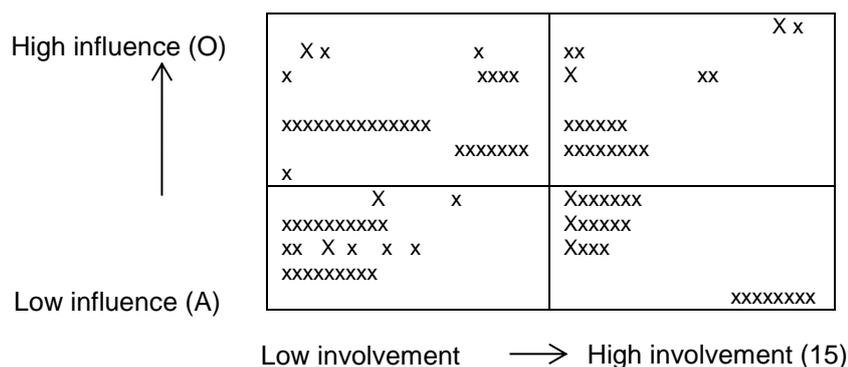 X x
High influence (O)
X x x xx
x xxxx X xx
xxxxxxxxxxxxxx xxxxxx
xxxxxxx xxxxxxxx
x
X x Xxxxxxx
xxxxxxxxxx Xxxxxx
xx X x x x Xxxx
xxxxxxxxx
Low influence (A) xxxxxxxx
Low involvement High involvement (15)